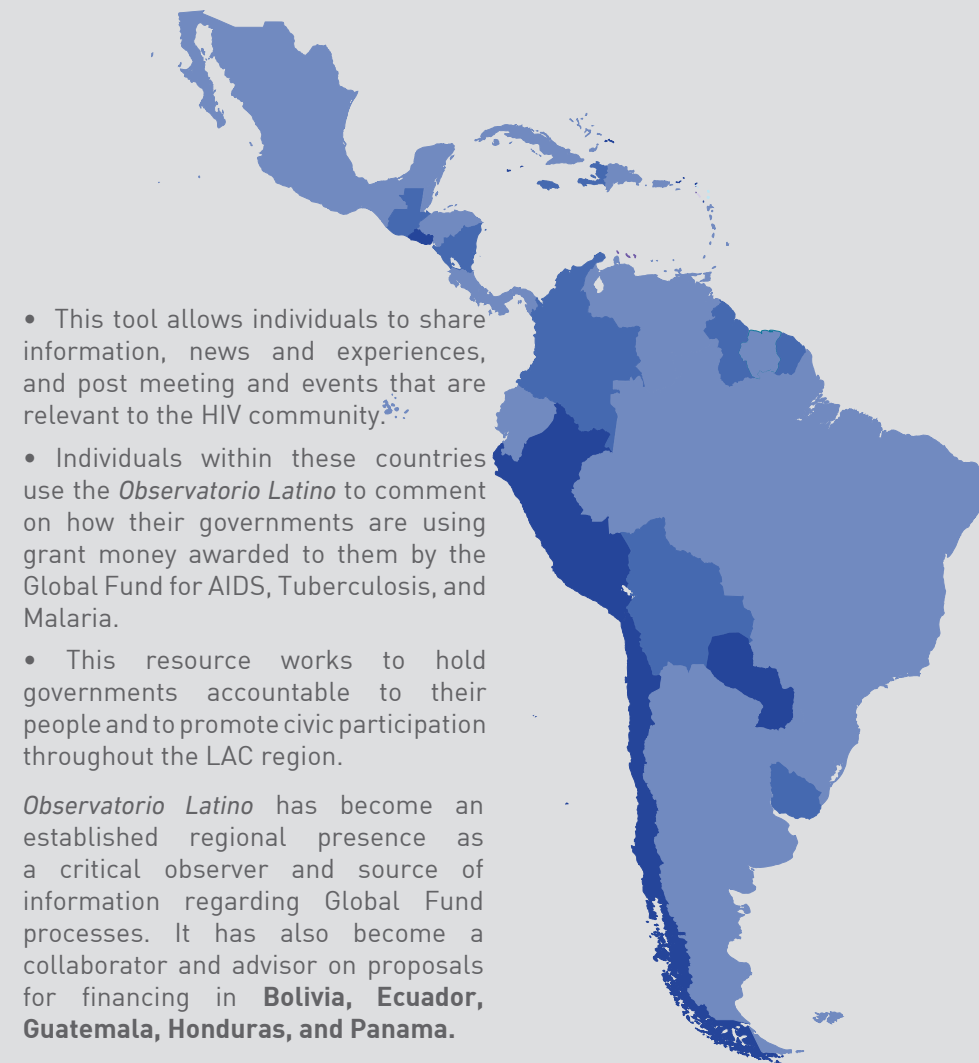 • This tool allows individuals to share
information, news and experiences,
and post meeting and events that are
relevant to the HIV community.
• Individuals within these countries
use the Observatorio Latino to comment
on how their governments are using
grant money awarded to them by the
Global Fund for AIDS, Tuberculosis, and
Malaria.
• This resource works to hold
governments accountable to their
people and to promote civic participation
throughout the LAC region.
Observatorio Latino has become an
established regional presence as
a critical observer and source of
information regarding Global Fund
processes. It has also become a
collaborator and advisor on proposals
for financing in Bolivia, Ecuador,
Guatemala, Honduras, and Panama.